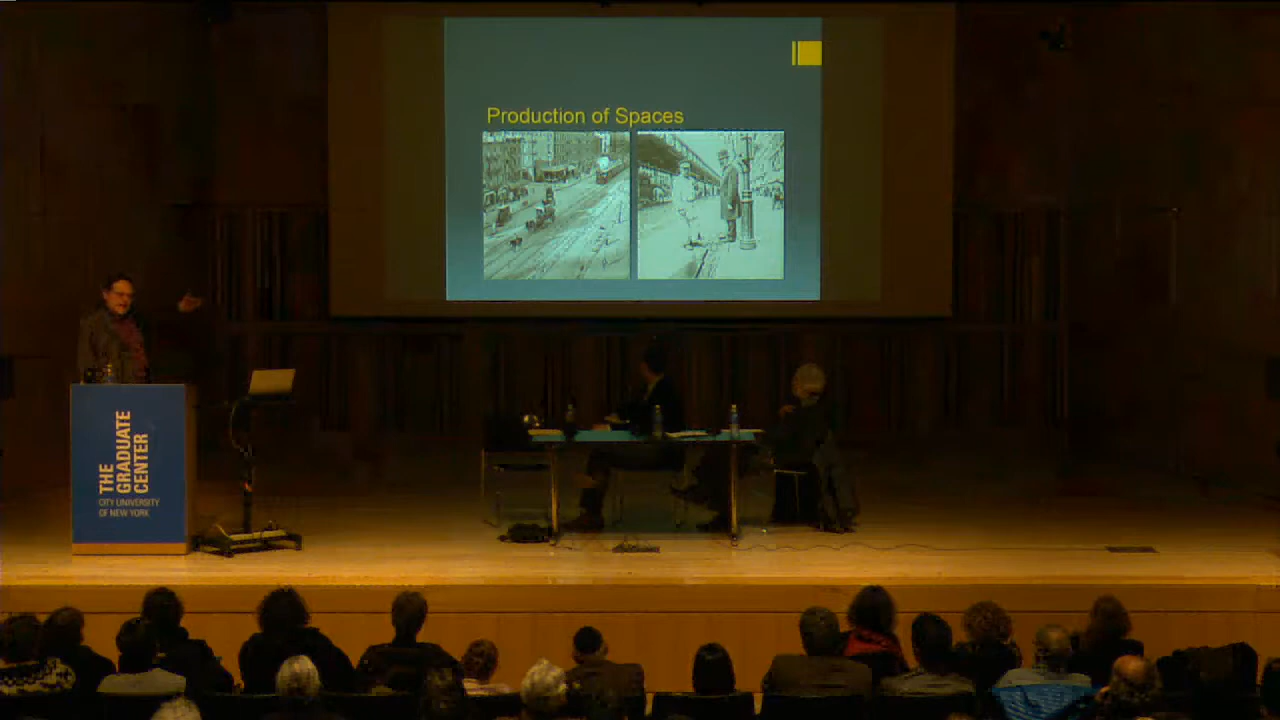 Production of Spaces
THE
GRADUATE
CENTER
CITY UNIVERSITY
OF NEW YORK